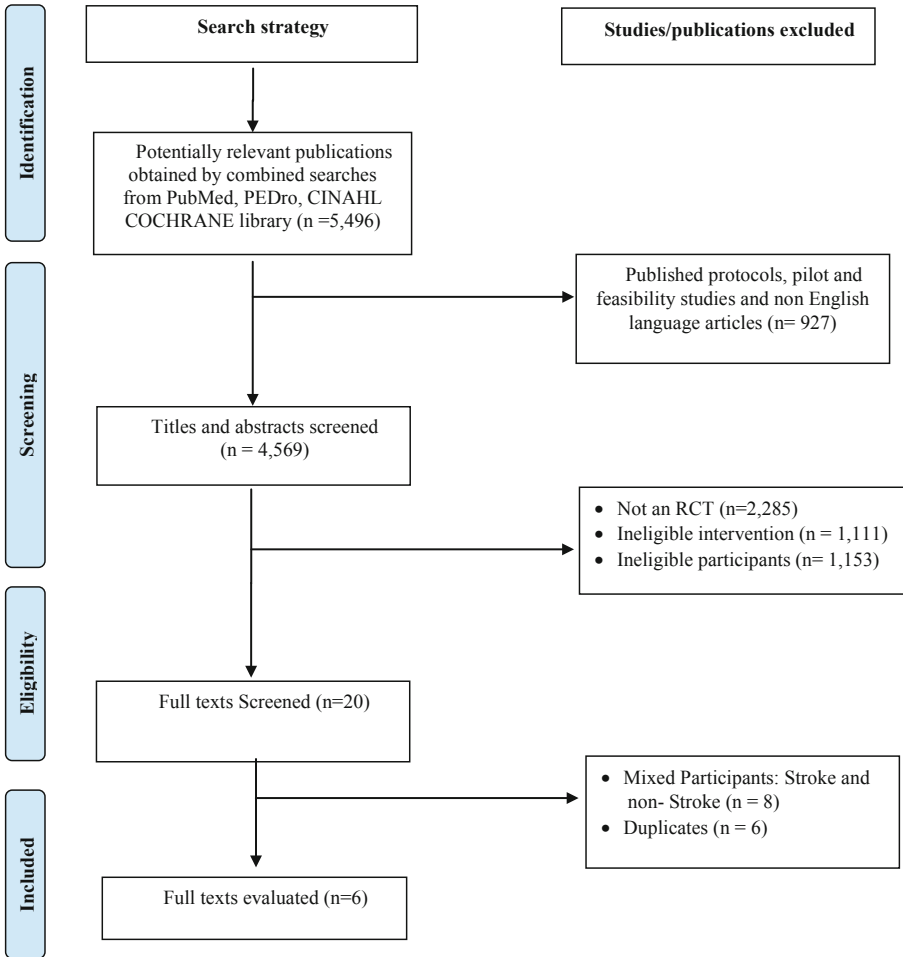 Search strategy
Studies/publications excluded
Identification
Potentially relevant publications
obtained by combined searches
from PubMed, PEDro, CINAHL
COCHRANE library (n =5,496)
Published protocols, pilot and
feasibility studies and non English
language articles (n= 927)
Screening
Titles and abstracts screened
(n = 4,569)
• Not an RCT (n=2,285)
• Ineligible intervention (n = 1,111)
• Ineligible participants (n= 1,153)
Eligibility
Full texts Screened (n=20)
• Mixed Participants: Stroke and
non- Stroke (n = 8)
• Duplicates (n = 6)
Included
Full texts evaluated (n=6)